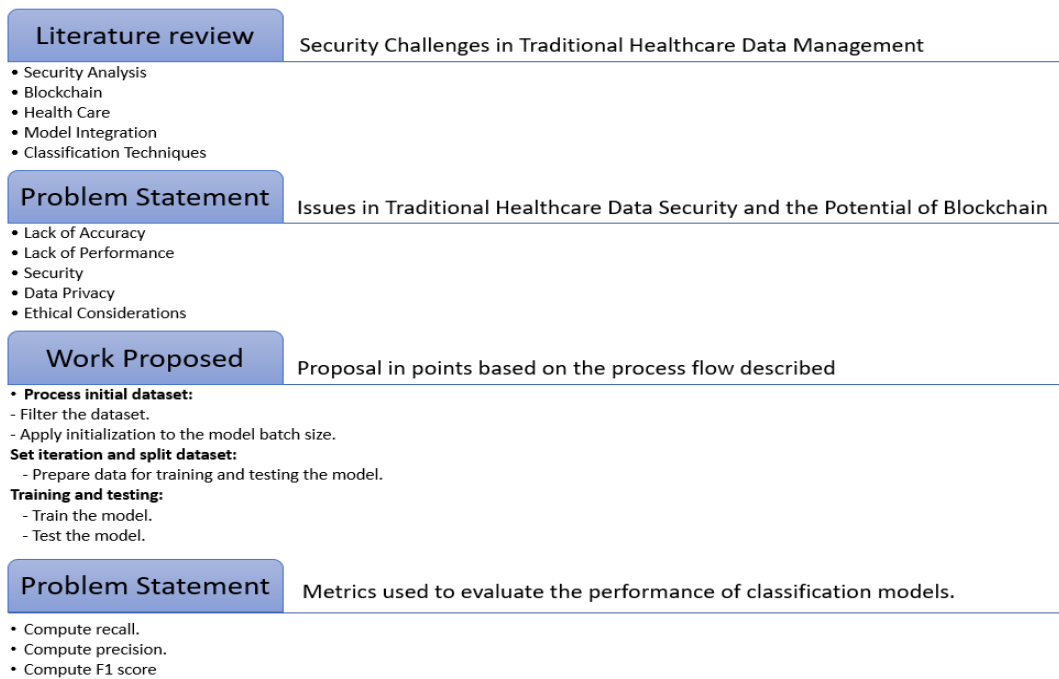 Literature review
Security Challenges in Traditional Healthcare Data Management
• Security Analysis
• Blockchain
• Health Care
• Model Integration
• Classification Techniques
Problem Statement
Issues in Traditional Healthcare Data Security and the Potential of Blockchain
• Lack of Accuracy
• Lack of Performance
• Security
• Data Privacy
• Ethical Considerations
Work Proposed
Proposal in points based on the process flow described
• Process initial dataset:
- Filter the dataset.
- Apply initialization to the model batch size.
Set iteration and split dataset:
- Prepare data for training and testing the model.
Training and testing:
- Train the model.
- Test the model.
Problem Statement
Metrics used to evaluate the performance of classification models.
• Compute recall.
• Compute precision.
• Compute F1 score